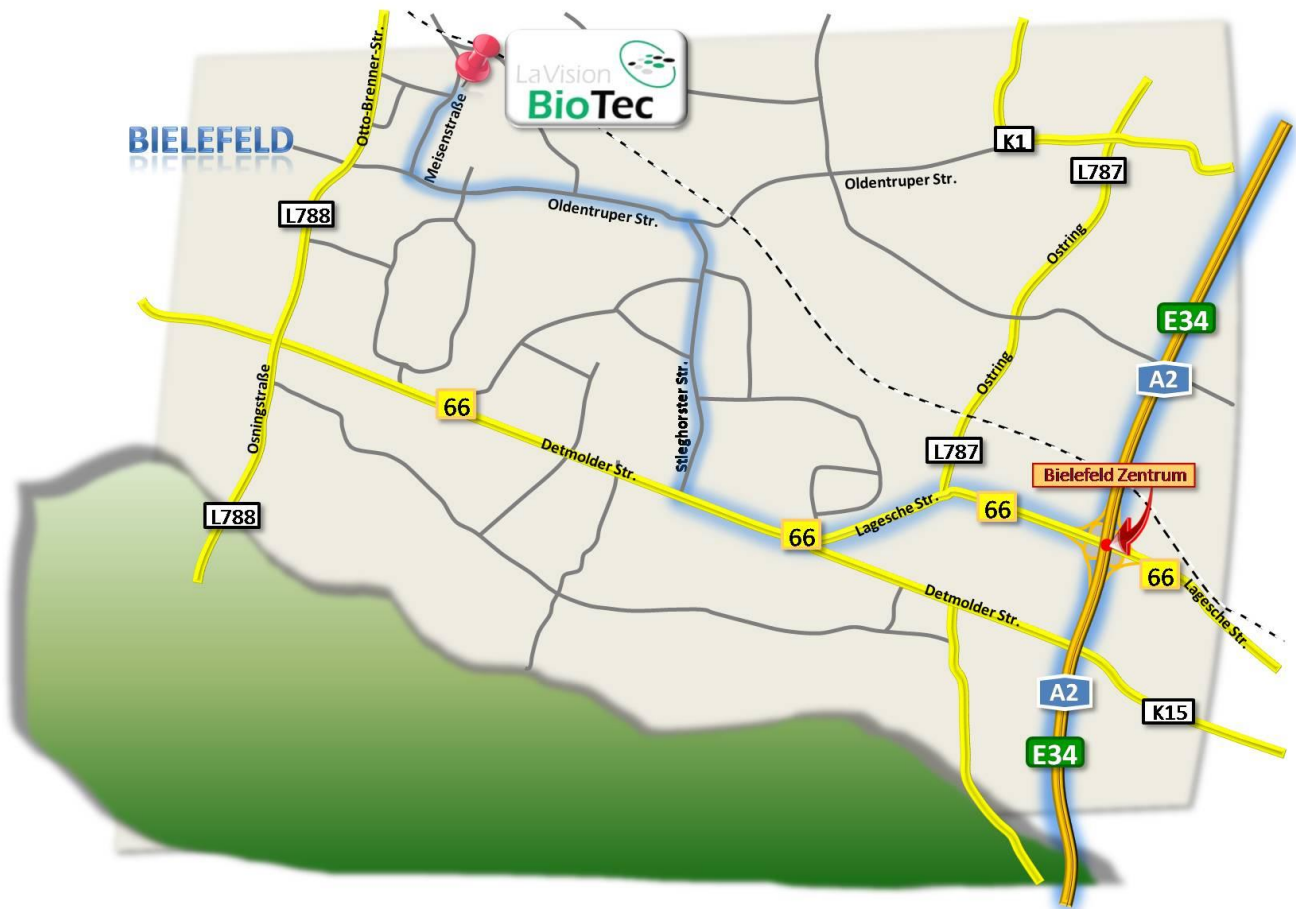 Otto-Brenner-Str.
LaVision
BioTec
BIELEFELD
Meisenstraße
K1
L787
Oldentruper Str.
L788
Oldentruper Str.
Ostring
E34
A2
Ostring
Osningstraße
66
Stieghorster Str.
Detmolder Str.
L787
Bielefeld Zentrum
L788
66
Lagesche Str.
66
66
Lagesche Str.
Detmolder Str.
A2
K15
E34